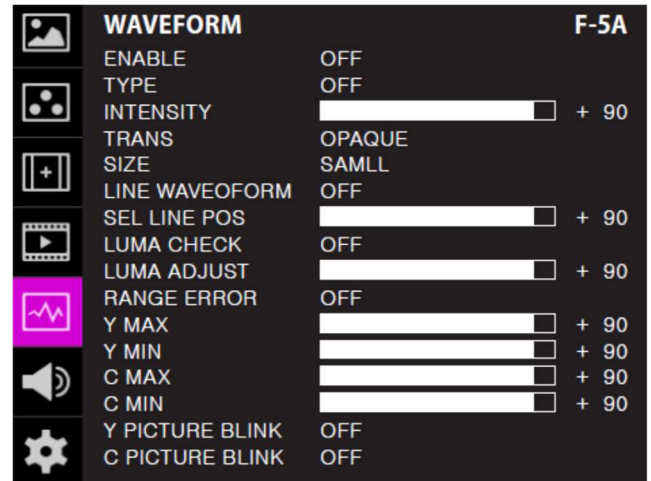 WAVEFORM F-5A
ENABLE OFF
TYPE OFF
INTENSITY + 90
TRANS OPAQUE
SIZE SAMLL
LINE WAVEOFORM OFF
SEL LINE POS + 90
LUMA CHECK OFF
LUMA ADJUST + 90
RANGE ERROR OFF
Y MAX + 90
Y MIN + 90
C MAX + 90
C MIN + 90
Y PICTURE BLINK OFF
C PICTURE BLINK OFF